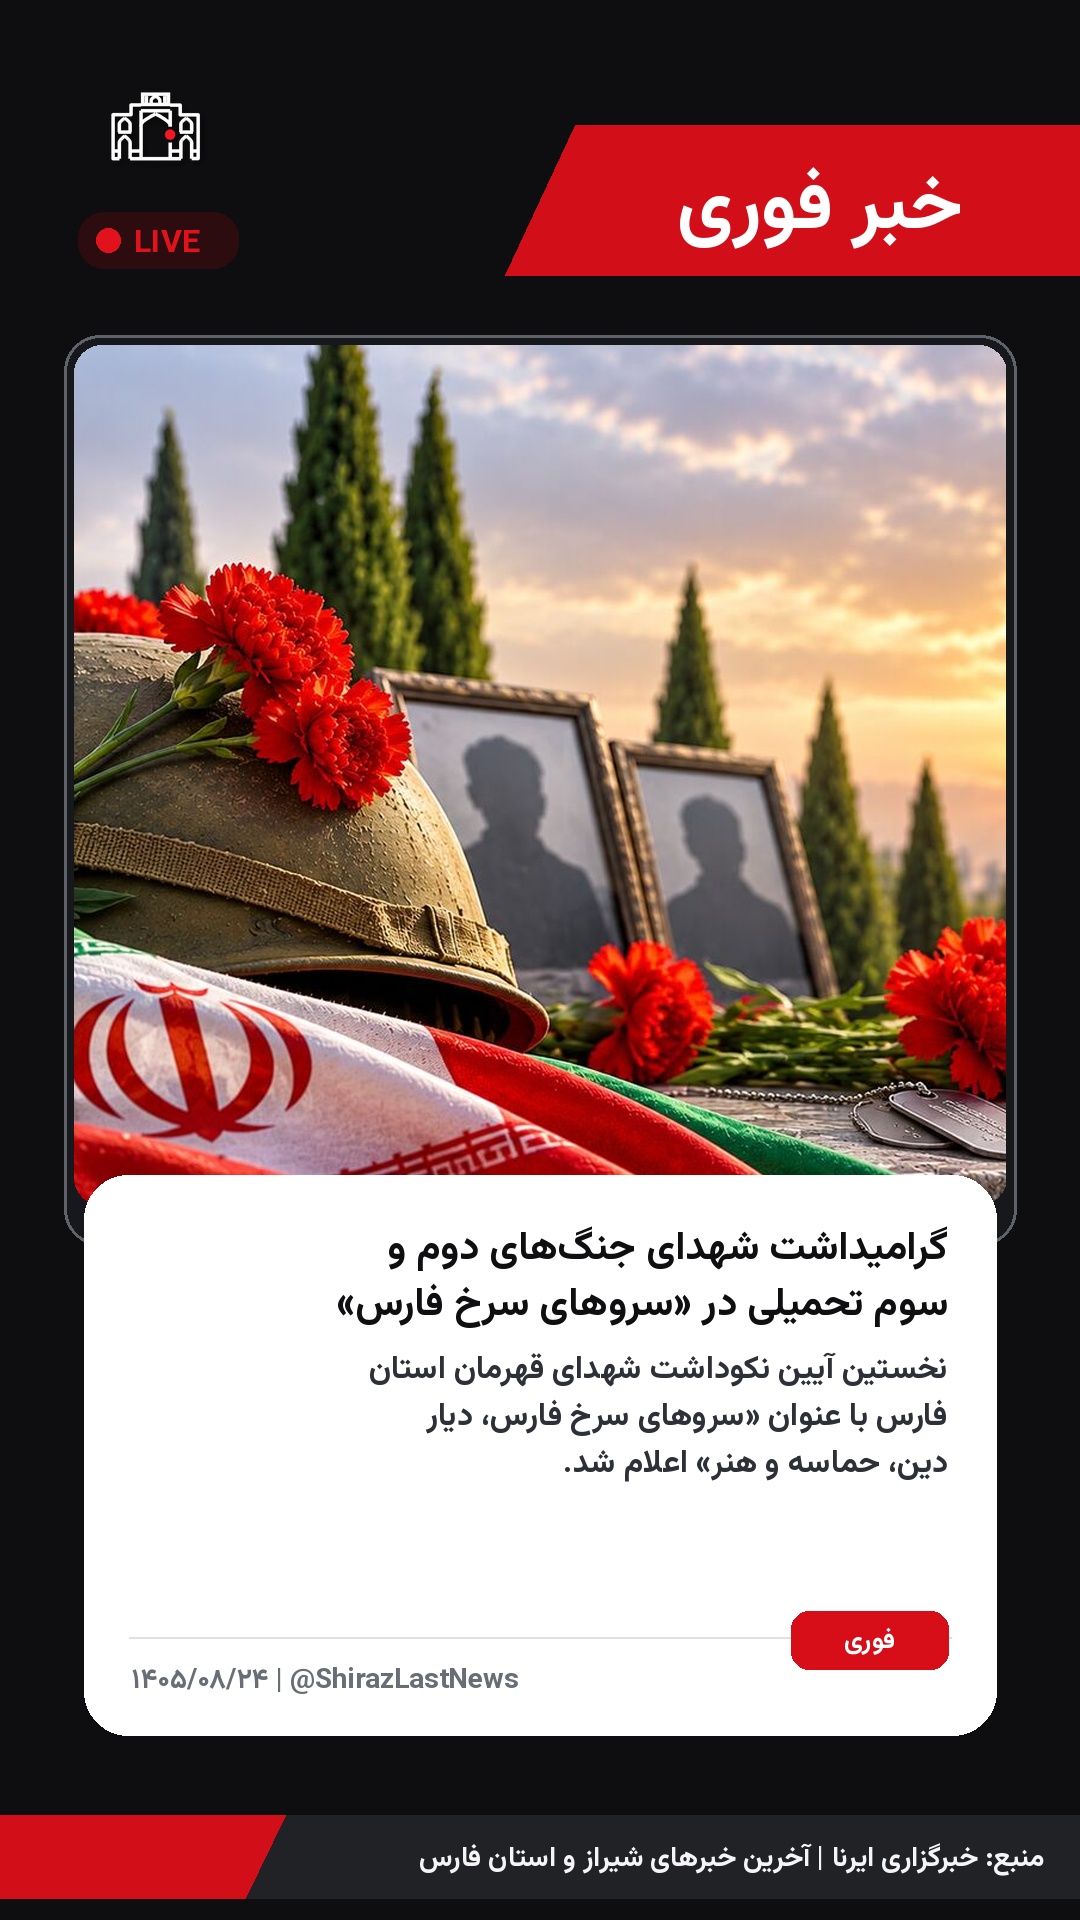 خبر فوری
LIVE
گرامیداشت شهدای جنگ‌های دوم و
سوم تحمیلی در «سروهای سرخ فارس»
نخستین آیین نکوداشت شهدای قهرمان استان
فارس با عنوان «سروهای سرخ فارس، دیار
دین، حماسه و هنر» اعلام شد.
فوری
۱۴۰۵/۰۸/۲۴ | @ShirazLastNews
منبع: خبرگزاری ایرنا | آخرین خبرهای شیراز و استان فارس